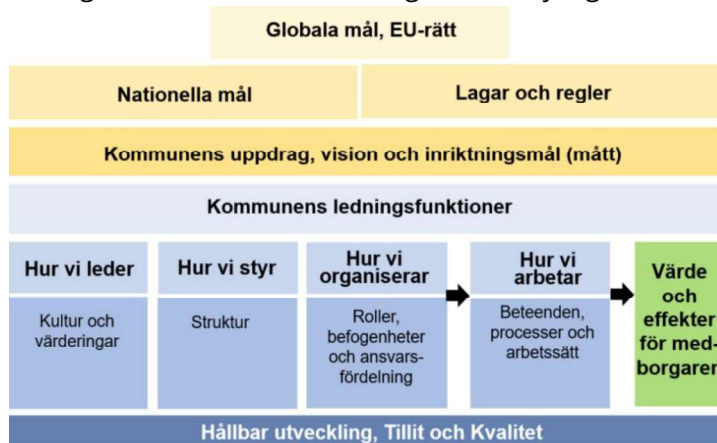 Globala mål, EU-rätt
Nationella mål
Lagar och regler
Kommunens uppdrag, vision och inriktningsmål (mått)
Kommunens ledningsfunktioner
Hur vi leder
Kultur och
värderingar
Hur vi styr
Struktur
Hur vi
organiserar
Roller,
befogenheter
och ansvars-
fördelning
Hur vi
arbetar
Beteenden,
processer och
arbetssätt
Värde
och
effekter
för med-
borgaren
Hållbar utveckling, Tillit och Kvalitet